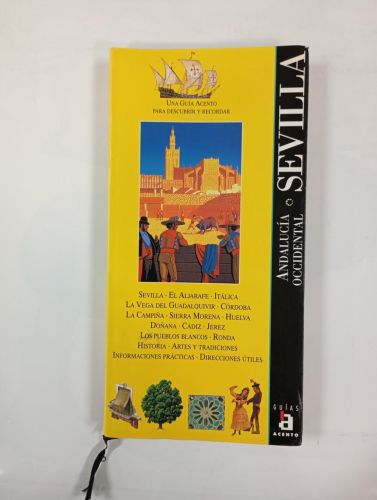 Una Guía Acento
para descubrir y recordar
Sevilla · El Aljarafe · Itálica
La Vega del Guadalquivir · Córdoba
La Campiña · Sierra Morena · Huelva
Doñana · Cádiz · Jerez
Los pueblos blancos · Ronda
Historia · Artes y tradiciones
Informaciones prácticas · Direcciones útiles
Andalucía
Occidental
SEVILLA
GUÍAS
a
ACENTO